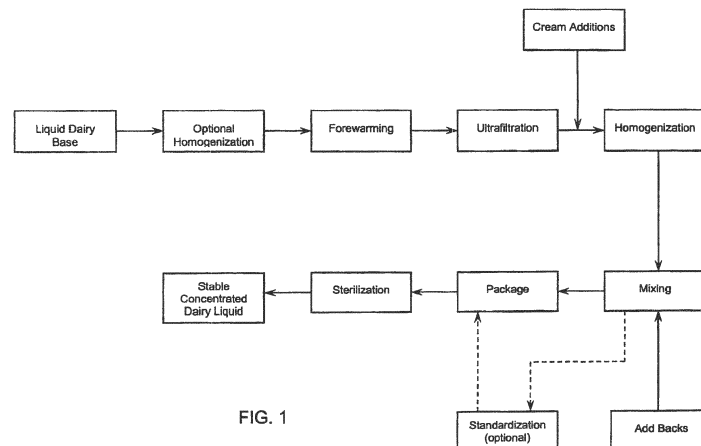 Cream Additions
Liquid Dairy
Base
Optional
Homogenization
Forewarming
Ultrafiltration
Homogenization
Stable
Concentrated
Dairy Liquid
Sterilization
Package
Mixing
FIG. 1
Standardization
(optional)
Add Backs